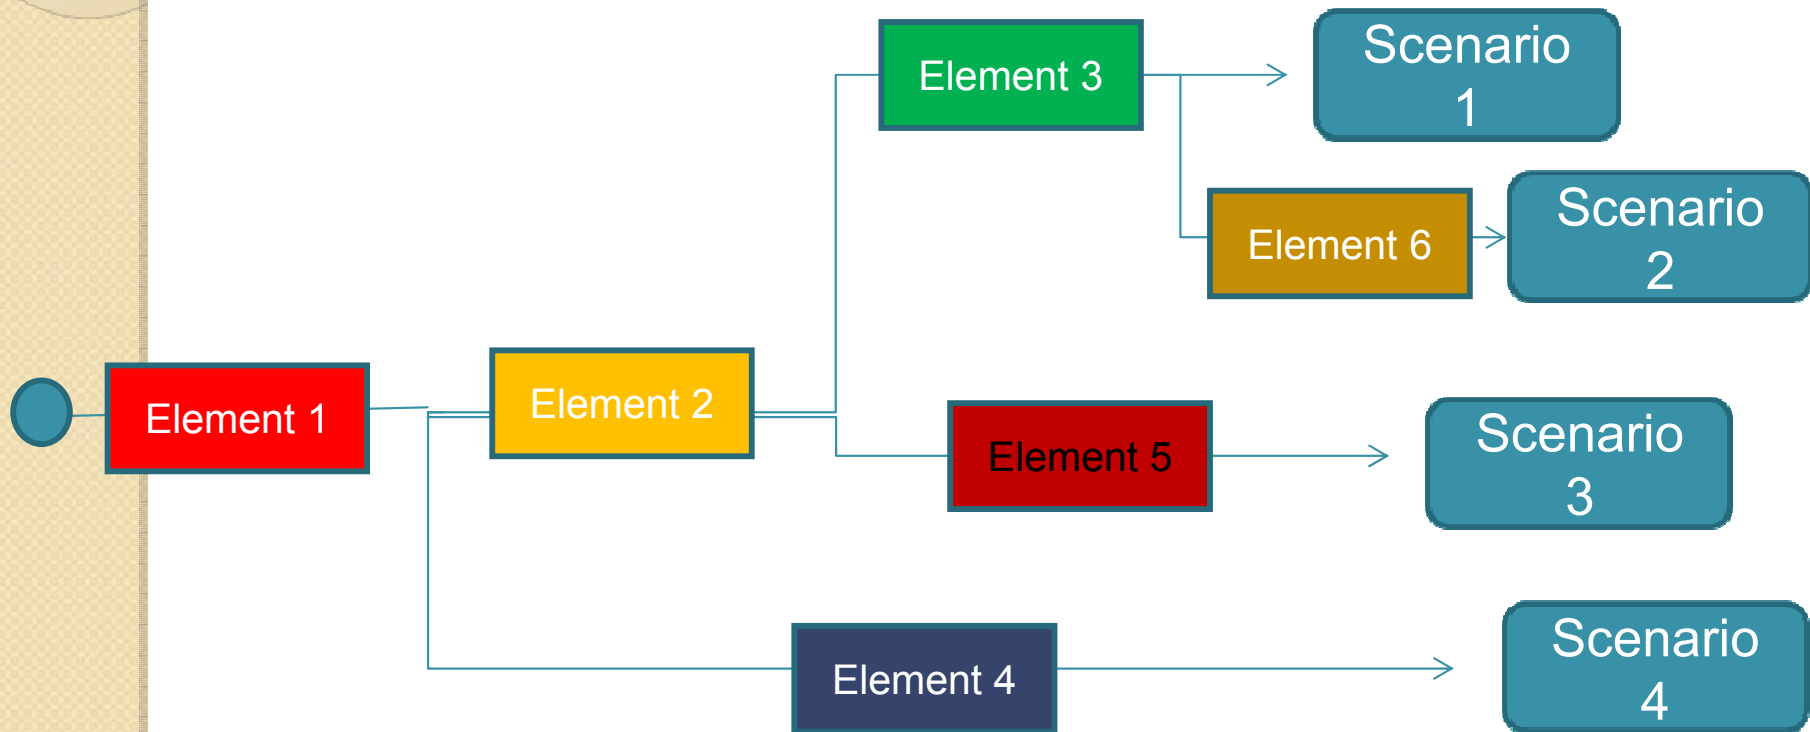 Element 3
Scenario
1
Element 6
Scenario
2
Element 1
Element 2
Element 5
Scenario
3
Element 4
Scenario
4